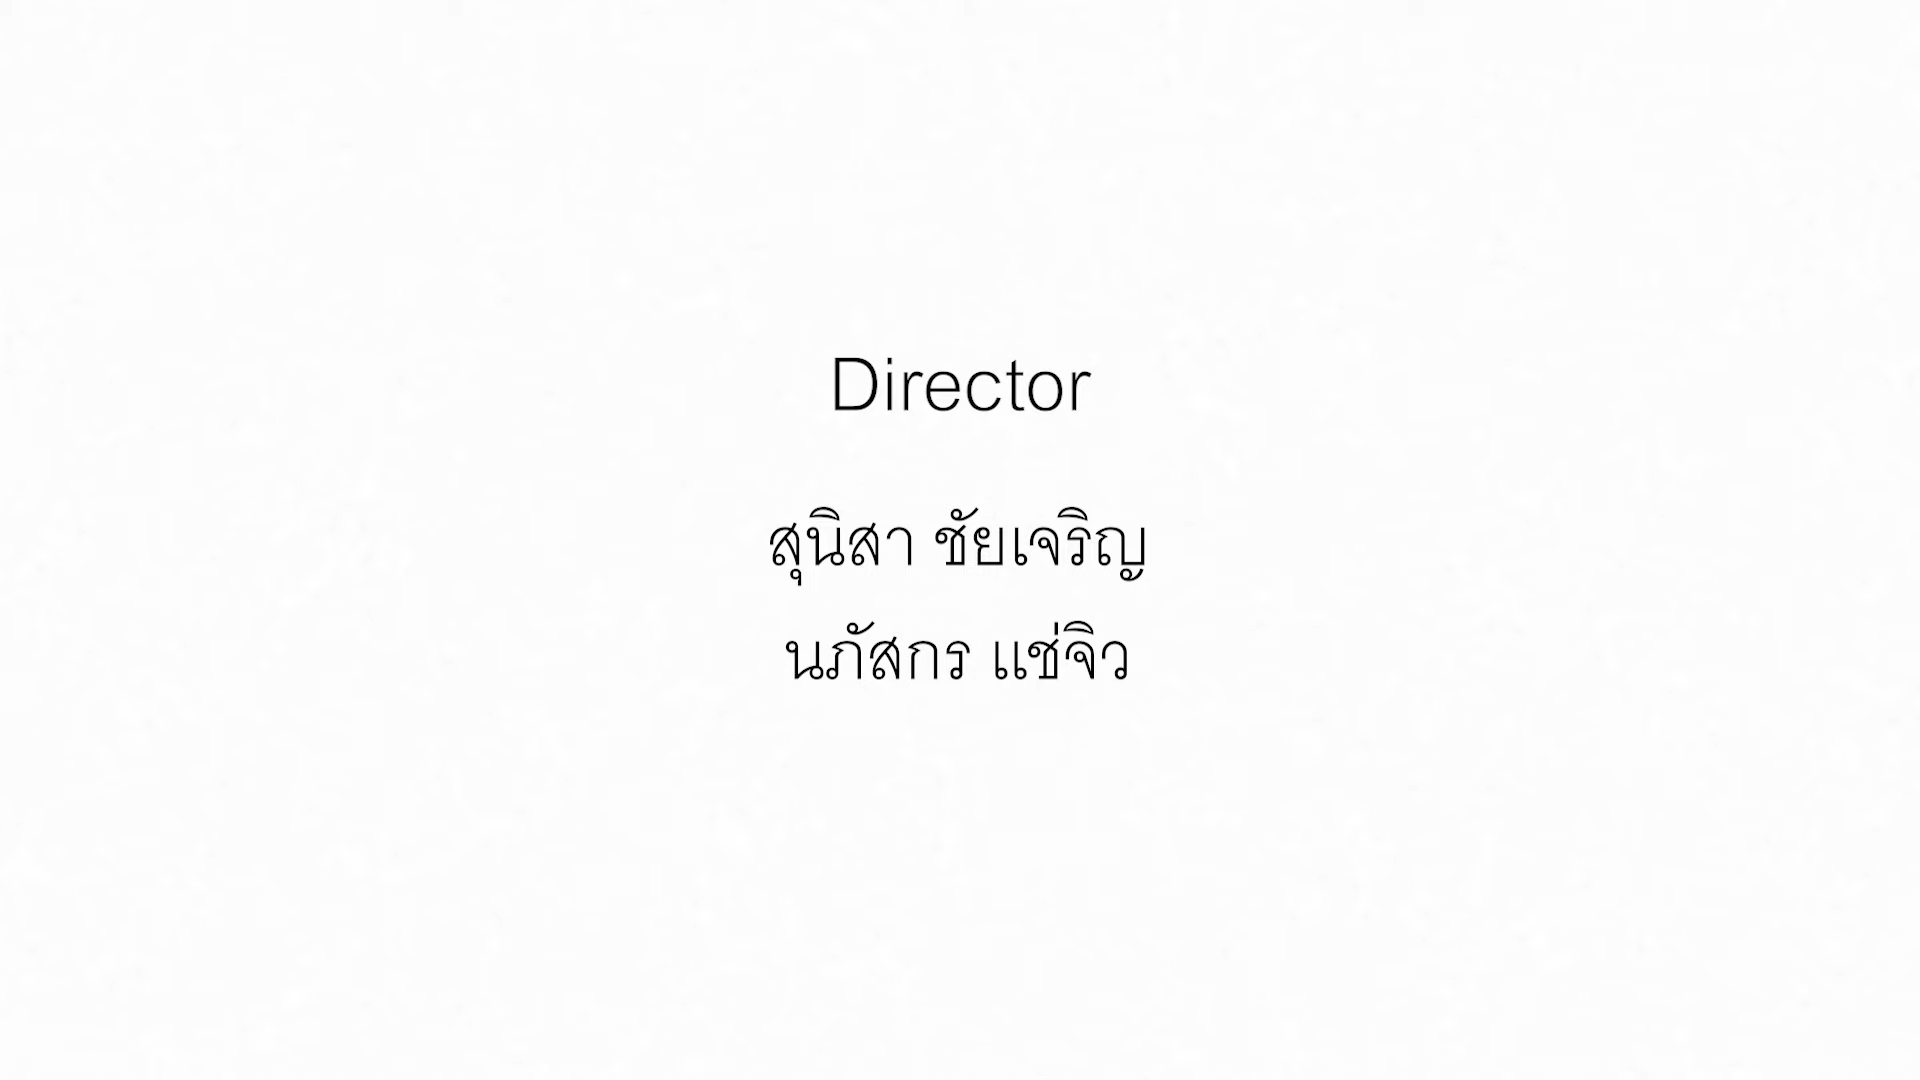 Director
สุนิสา ชัยเจริญ
นภัสกร แซ่จิว